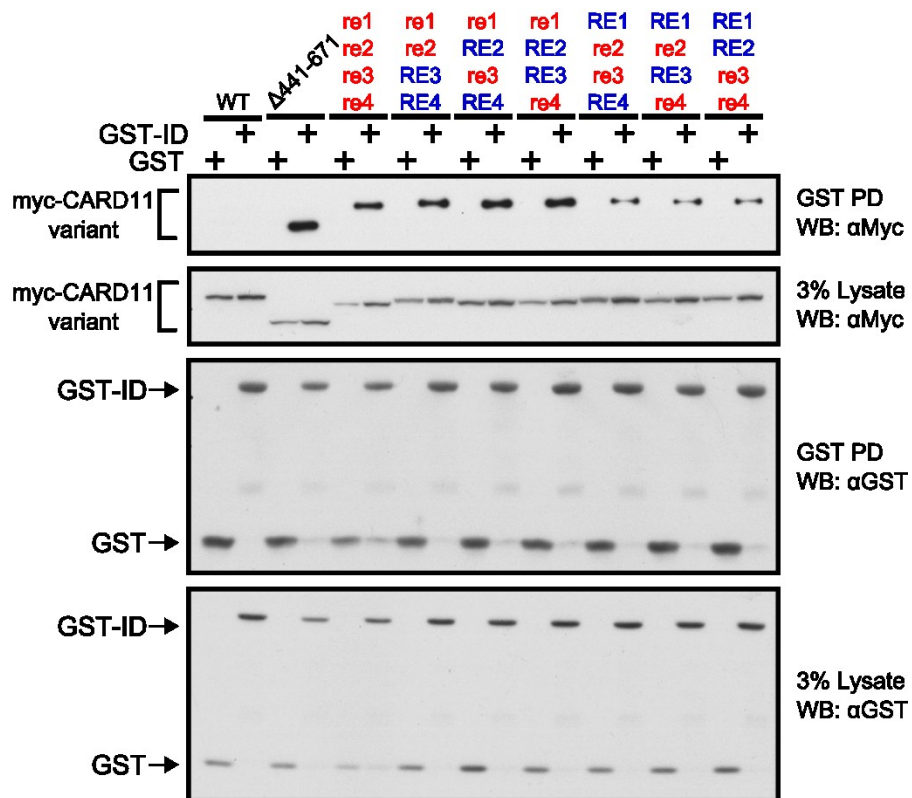 re1 re1 re1 re1 RE1 RE1 RE1
re2 re2 RE2 RE2 re2 re2 RE2
re3 RE3 re3 RE3 re3 RE3 re3
WT Δ441-671 re4 RE4 RE4 re4 RE4 re4 re4
GST-ID + + + + + + + + +
GST + + + + + + + + +
myc-CARD11
variant
GST PD
WB: αMyc
myc-CARD11
variant
3% Lysate
WB: αMyc
GST-ID→
GST PD
WB: αGST
GST→
GST-ID→
3% Lysate
WB: αGST
GST→